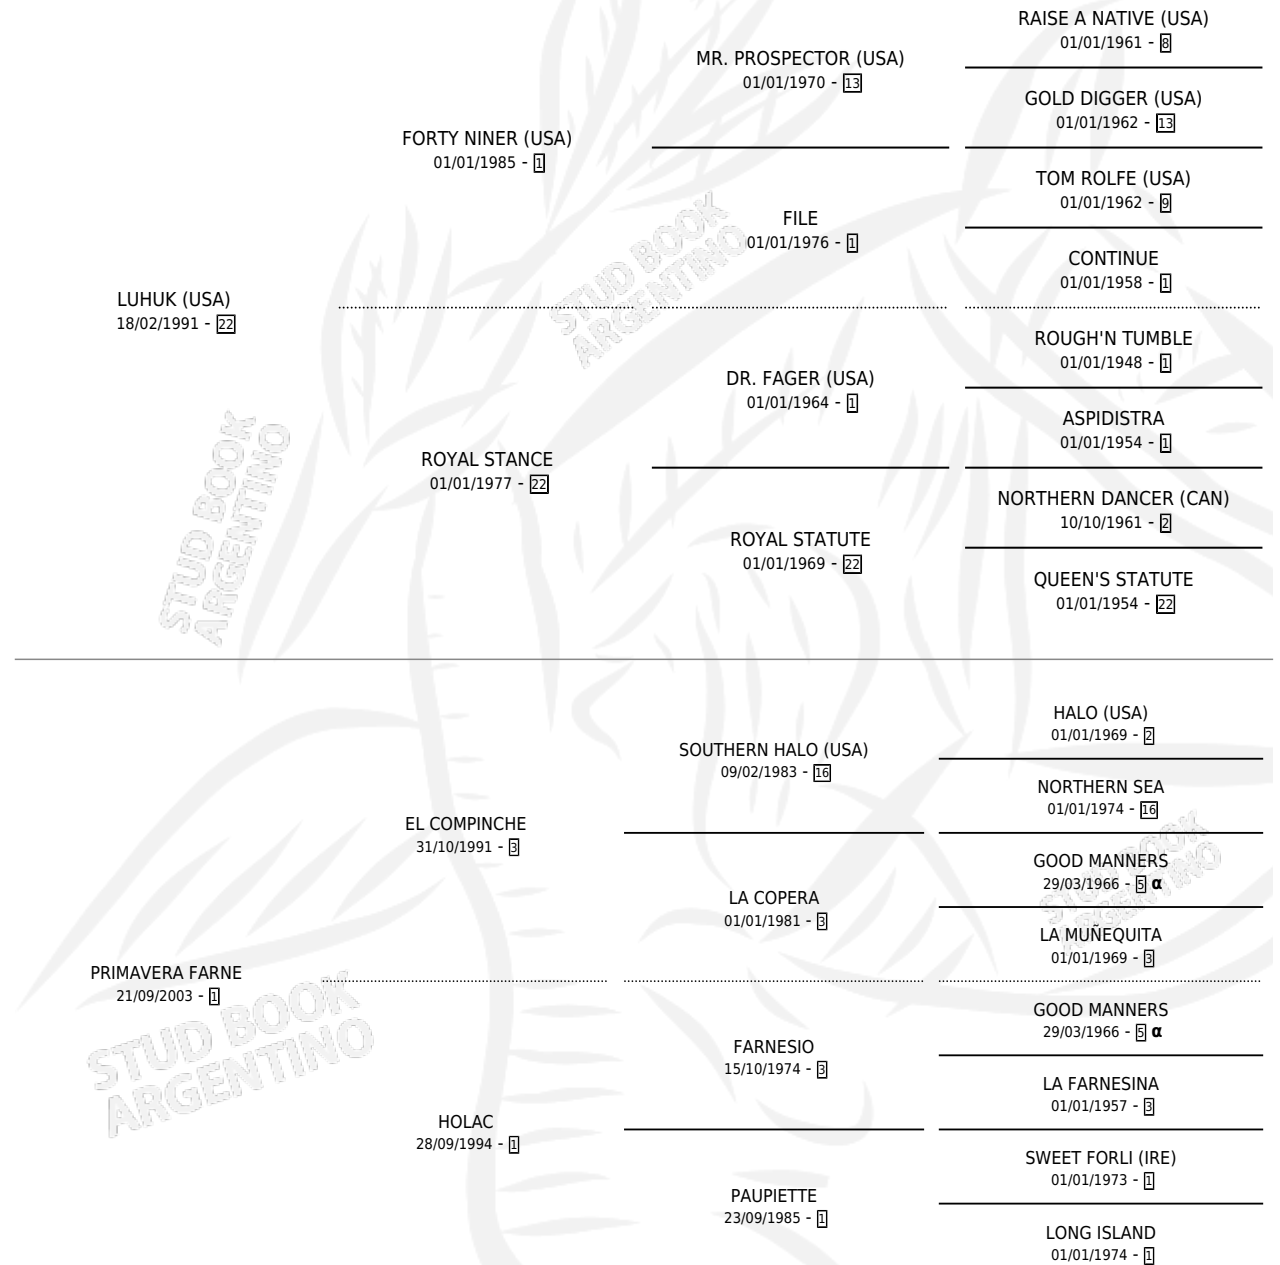 RAISE A NATIVE (USA)
01/01/1961 - 8
MR. PROSPECTOR (USA)
01/01/1970 - 13
GOLD DIGGER (USA)
01/01/1962 - 13
FORTY NINER (USA)
01/01/1985 - 1
TOM ROLFE (USA)
01/01/1962 - 9
FILE
01/01/1976 - 1
CONTINUE
01/01/1958 - 1
LUHUK (USA)
18/02/1991 - 22
ROUGH'N TUMBLE
01/01/1948 - 1
DR. FAGER (USA)
01/01/1964 - 1
ASPIDISTRA
01/01/1954 - 1
ROYAL STANCE
01/01/1977 - 22
NORTHERN DANCER (CAN)
10/10/1961 - 2
ROYAL STATUTE
01/01/1969 - 22
QUEEN'S STATUTE
01/01/1954 - 22
HALO (USA)
01/01/1969 - 2
SOUTHERN HALO (USA)
09/02/1983 - 16
NORTHERN SEA
01/01/1974 - 16
EL COMPINCHE
31/10/1991 - 3
GOOD MANNERS
29/03/1966 - 5 α
LA COPERA
01/01/1981 - 3
LA MUÑEQUITA
01/01/1969 - 3
PRIMAVERA FARNE
21/09/2003 - 1
GOOD MANNERS
29/03/1966 - 5 α
FARNESIO
15/10/1974 - 3
LA FARNESINA
01/01/1957 - 3
HOLAC
28/09/1994 - 1
SWEET FORLI (IRE)
01/01/1973 - 1
PAUPIETTE
23/09/1985 - 1
LONG ISLAND
01/01/1974 - 1
STUD BOOK
ARGENTINO
STUD BOOK
ARGENTINO
STUD BOOK
ARGENTINO
STUD BOOK
ARGENTINO